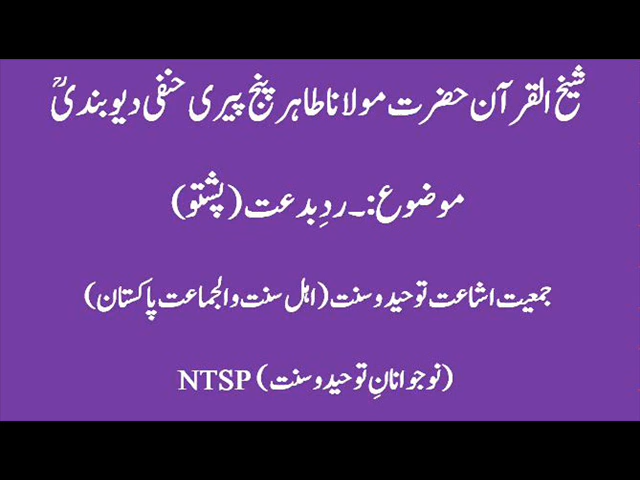 شیخ القرآن حضرت مولانا طاہر پنج پیری حنفی دیوبندیؒ
موضوع:۔ ردِ بدعت (پشتو)
جمعیت اشاعت توحید و سنت (اہل سنت والجماعت پاکستان)
(نوجوانانِ توحید و سنت) NTSP